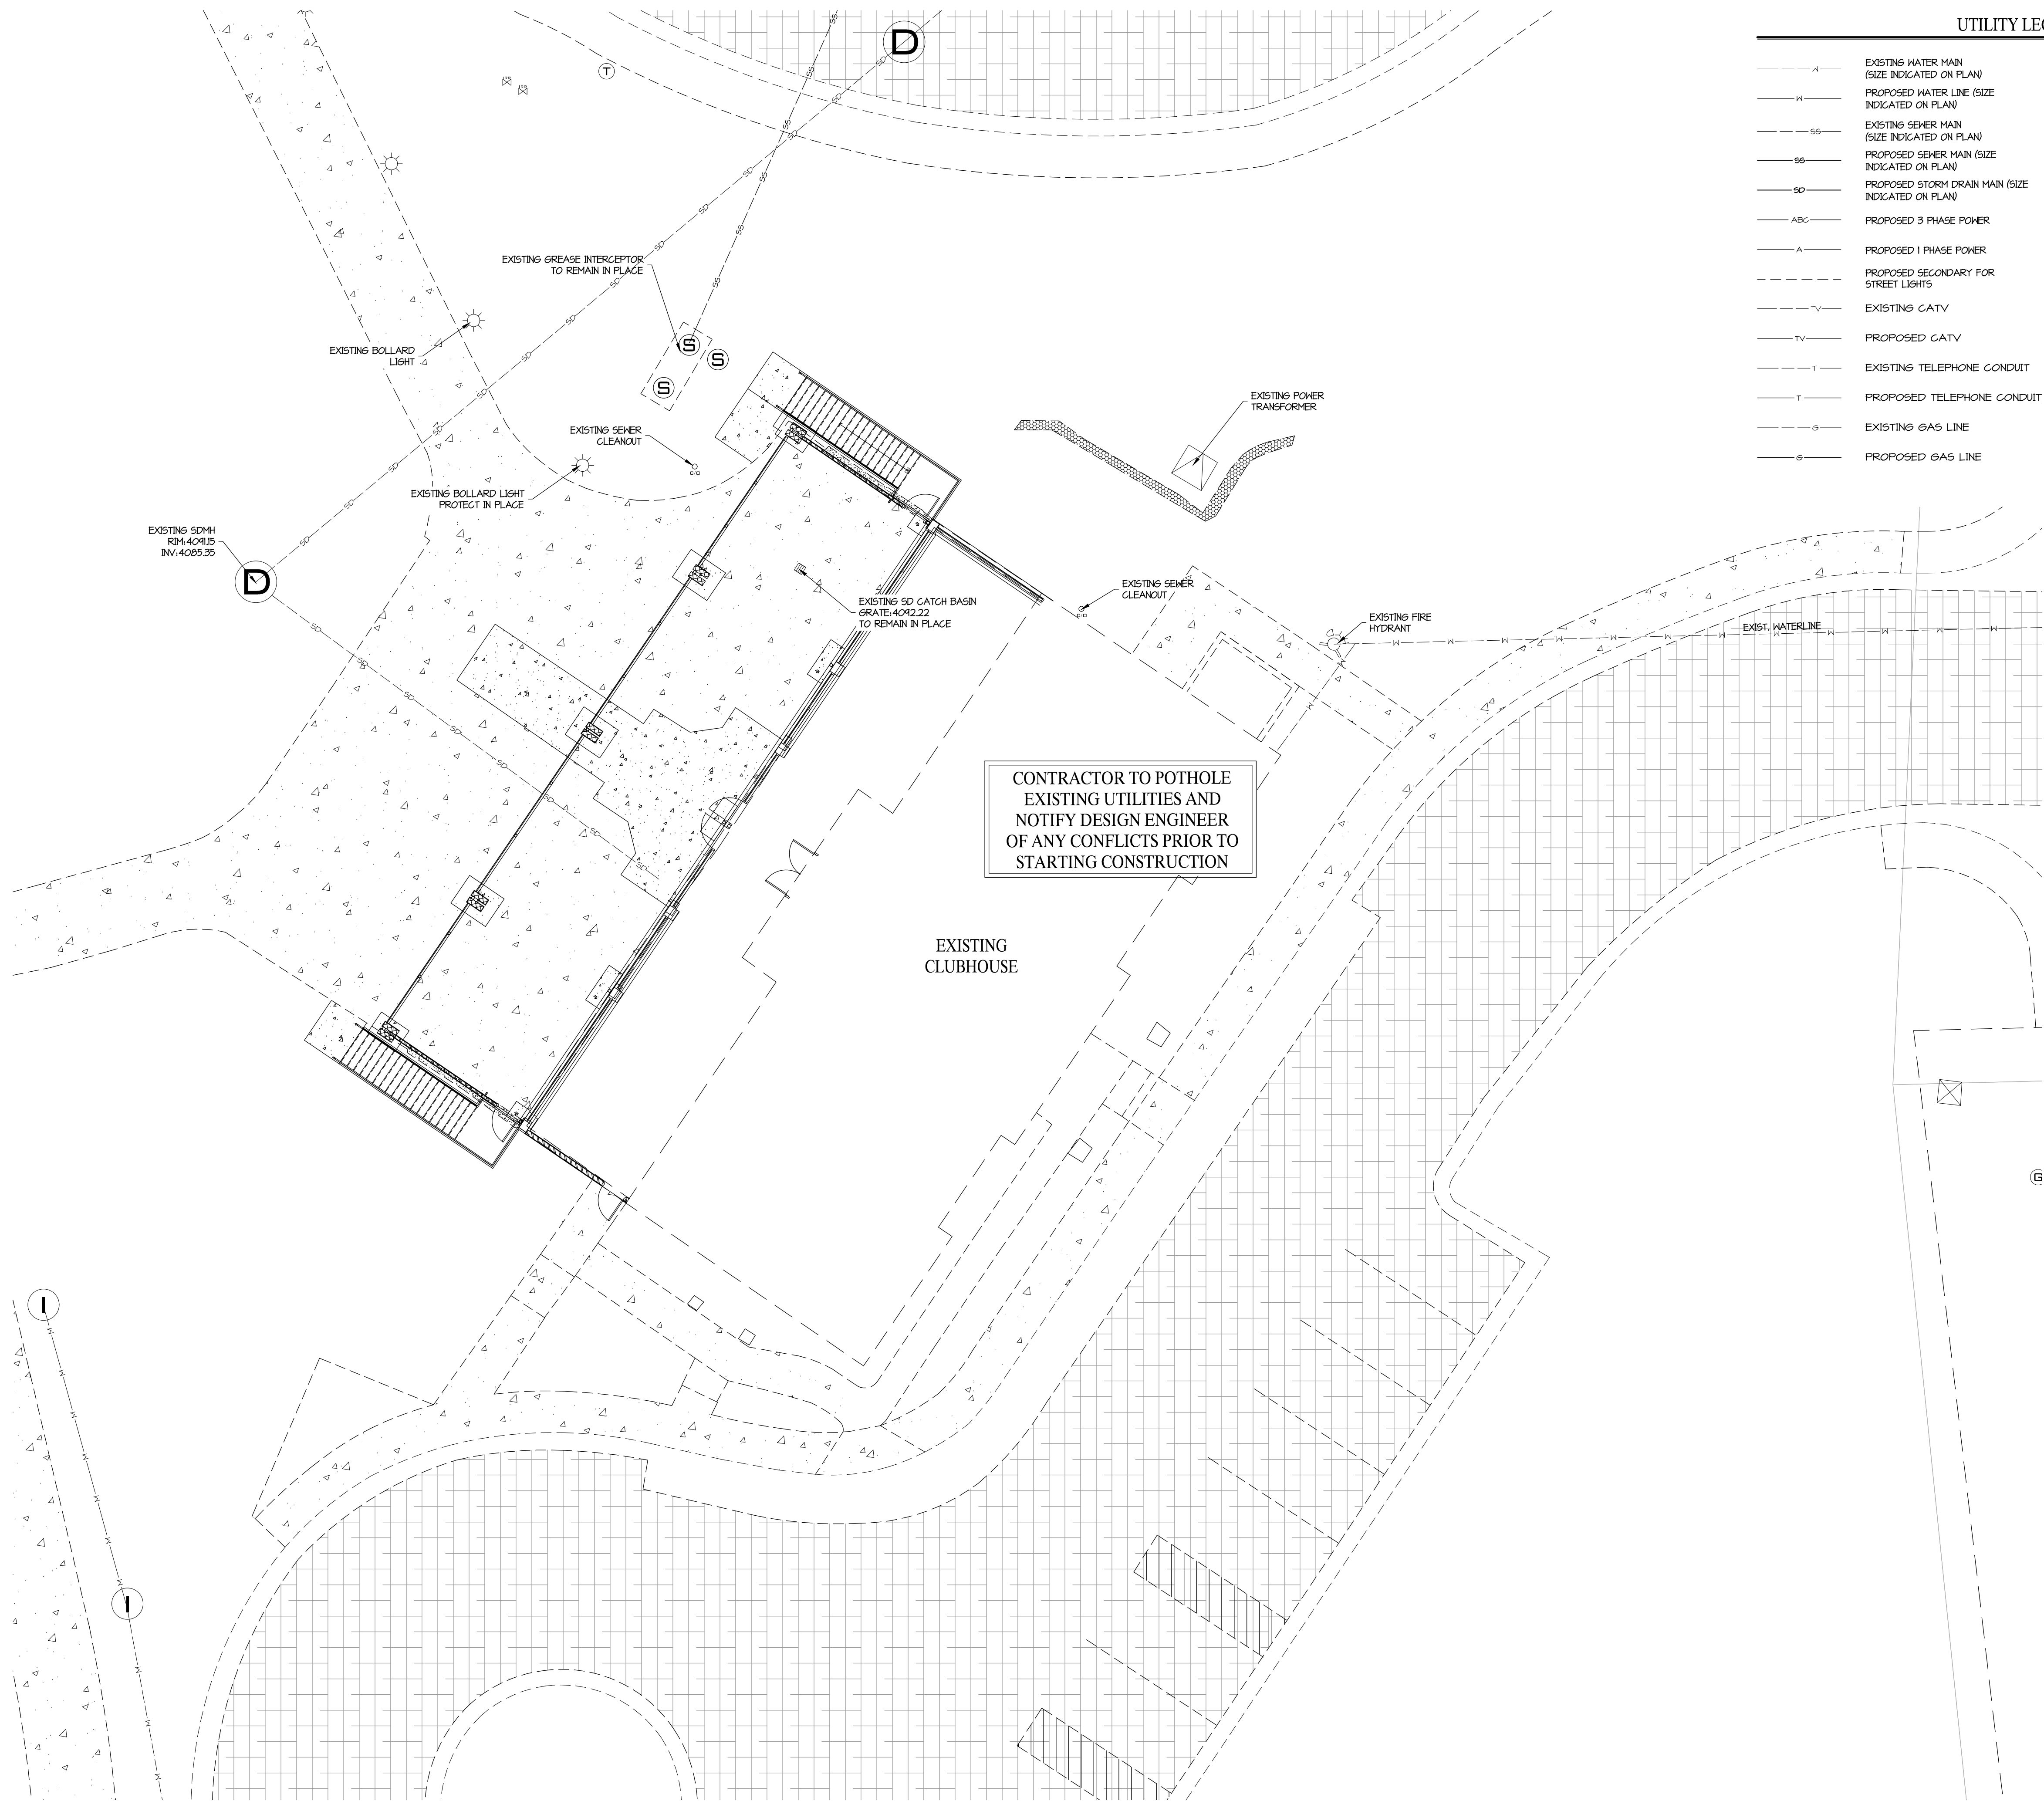 UTILITY LE
EXISTING WATER MAIN
(SIZE INDICATED ON PLAN)
W
PROPOSED WATER LINE (SIZE
INDICATED ON PLAN)
W
EXISTING SEWER MAIN
(SIZE INDICATED ON PLAN)
SS
PROPOSED SEWER MAIN (SIZE
INDICATED ON PLAN)
SS
PROPOSED STORM DRAIN MAIN (SIZE
INDICATED ON PLAN)
SD
ABC PROPOSED 3 PHASE POWER
A PROPOSED 1 PHASE POWER
PROPOSED SECONDARY FOR
STREET LIGHTS
TV EXISTING CATV
TV PROPOSED CATV
T EXISTING TELEPHONE CONDUIT
T PROPOSED TELEPHONE CONDUIT
G EXISTING GAS LINE
G PROPOSED GAS LINE
D
T
EXISTING GREASE INTERCEPTOR
TO REMAIN IN PLACE
EXISTING BOLLARD
LIGHT
S
S
S
EXISTING SEWER
CLEANOUT
EXISTING POWER
TRANSFORMER
EXISTING BOLLARD LIGHT
PROTECT IN PLACE
EXISTING SDMH
RIM:4091.15
INV:4085.35
D
EXISTING SD CATCH BASIN
GRATE:4092.22
TO REMAIN IN PLACE
EXISTING SEWER
CLEANOUT
EXISTING FIRE
HYDRANT
EXIST. WATERLINE
CONTRACTOR TO POTHOLE
EXISTING UTILITIES AND
NOTIFY DESIGN ENGINEER
OF ANY CONFLICTS PRIOR TO
STARTING CONSTRUCTION
EXISTING
CLUBHOUSE
G
I
I